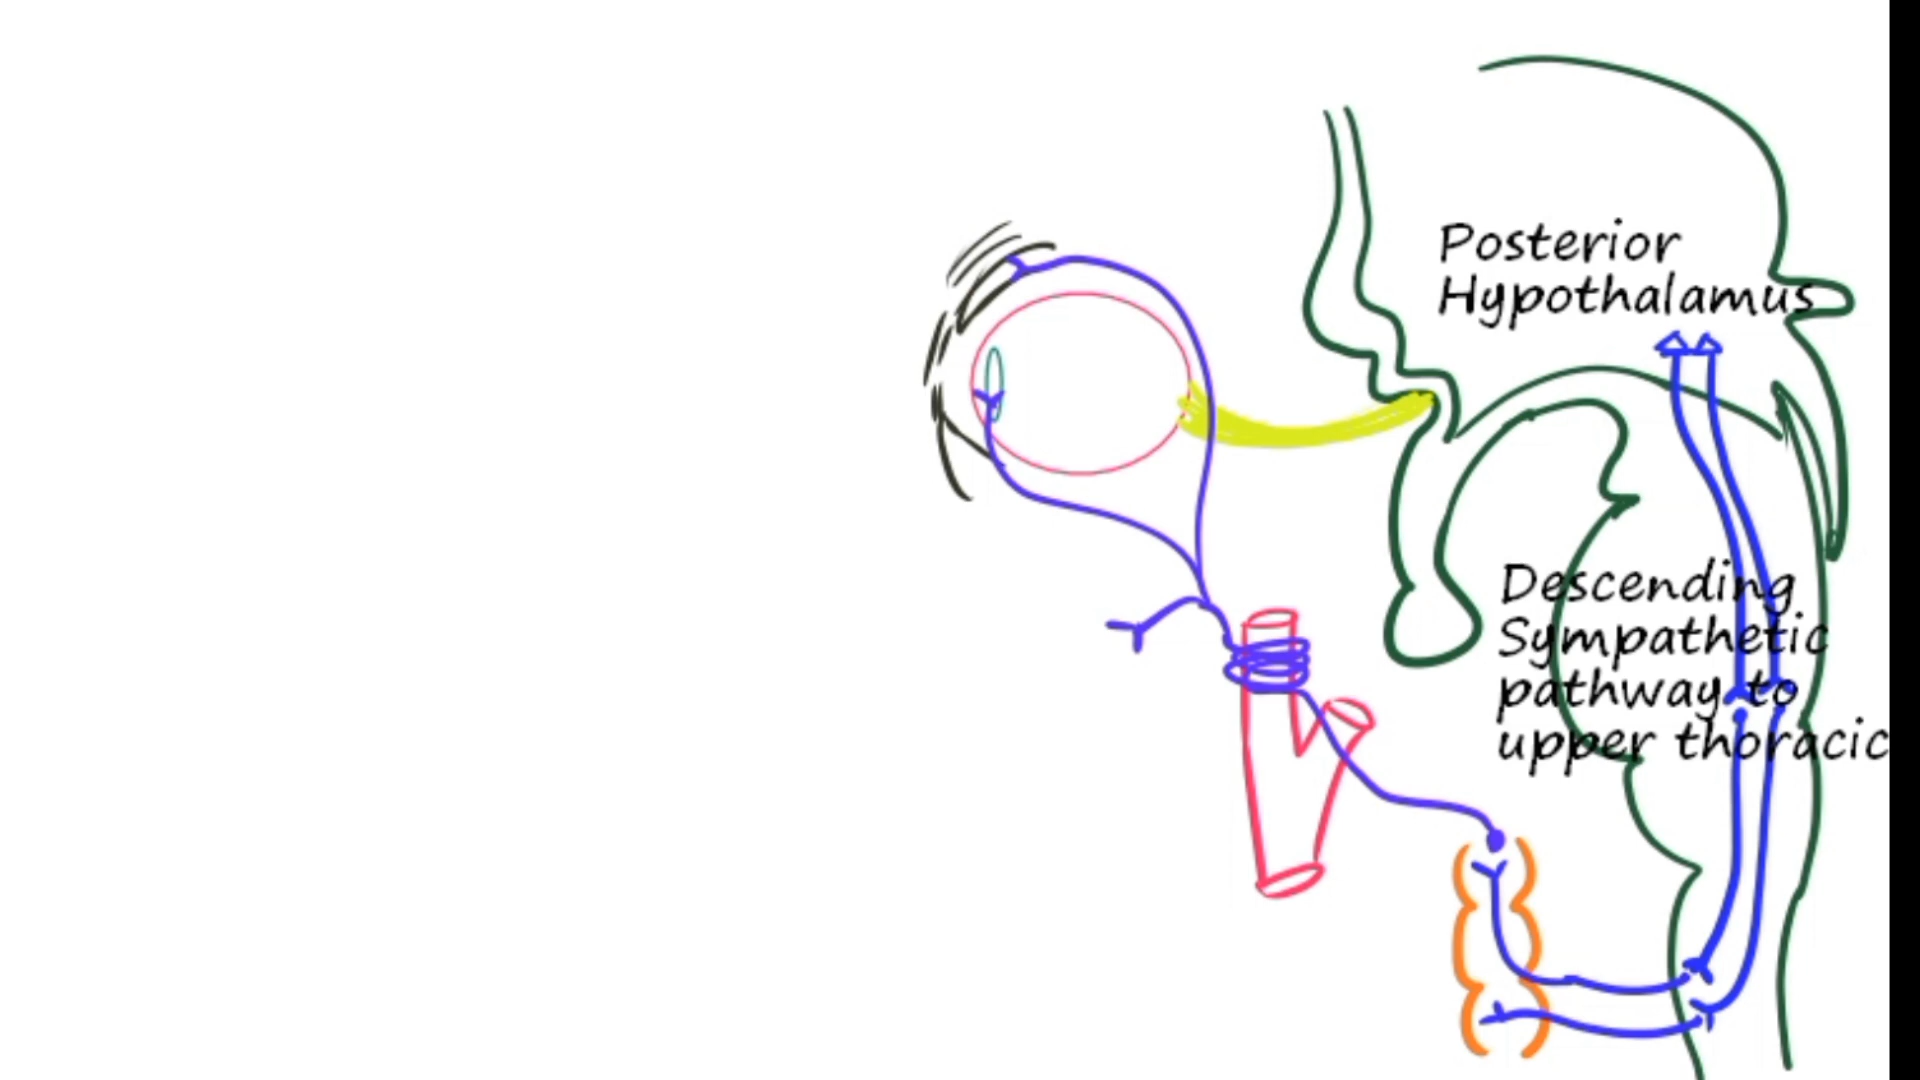 Posterior
Hypothalamus
Descending
Sympathetic
pathway to
upper thoracic